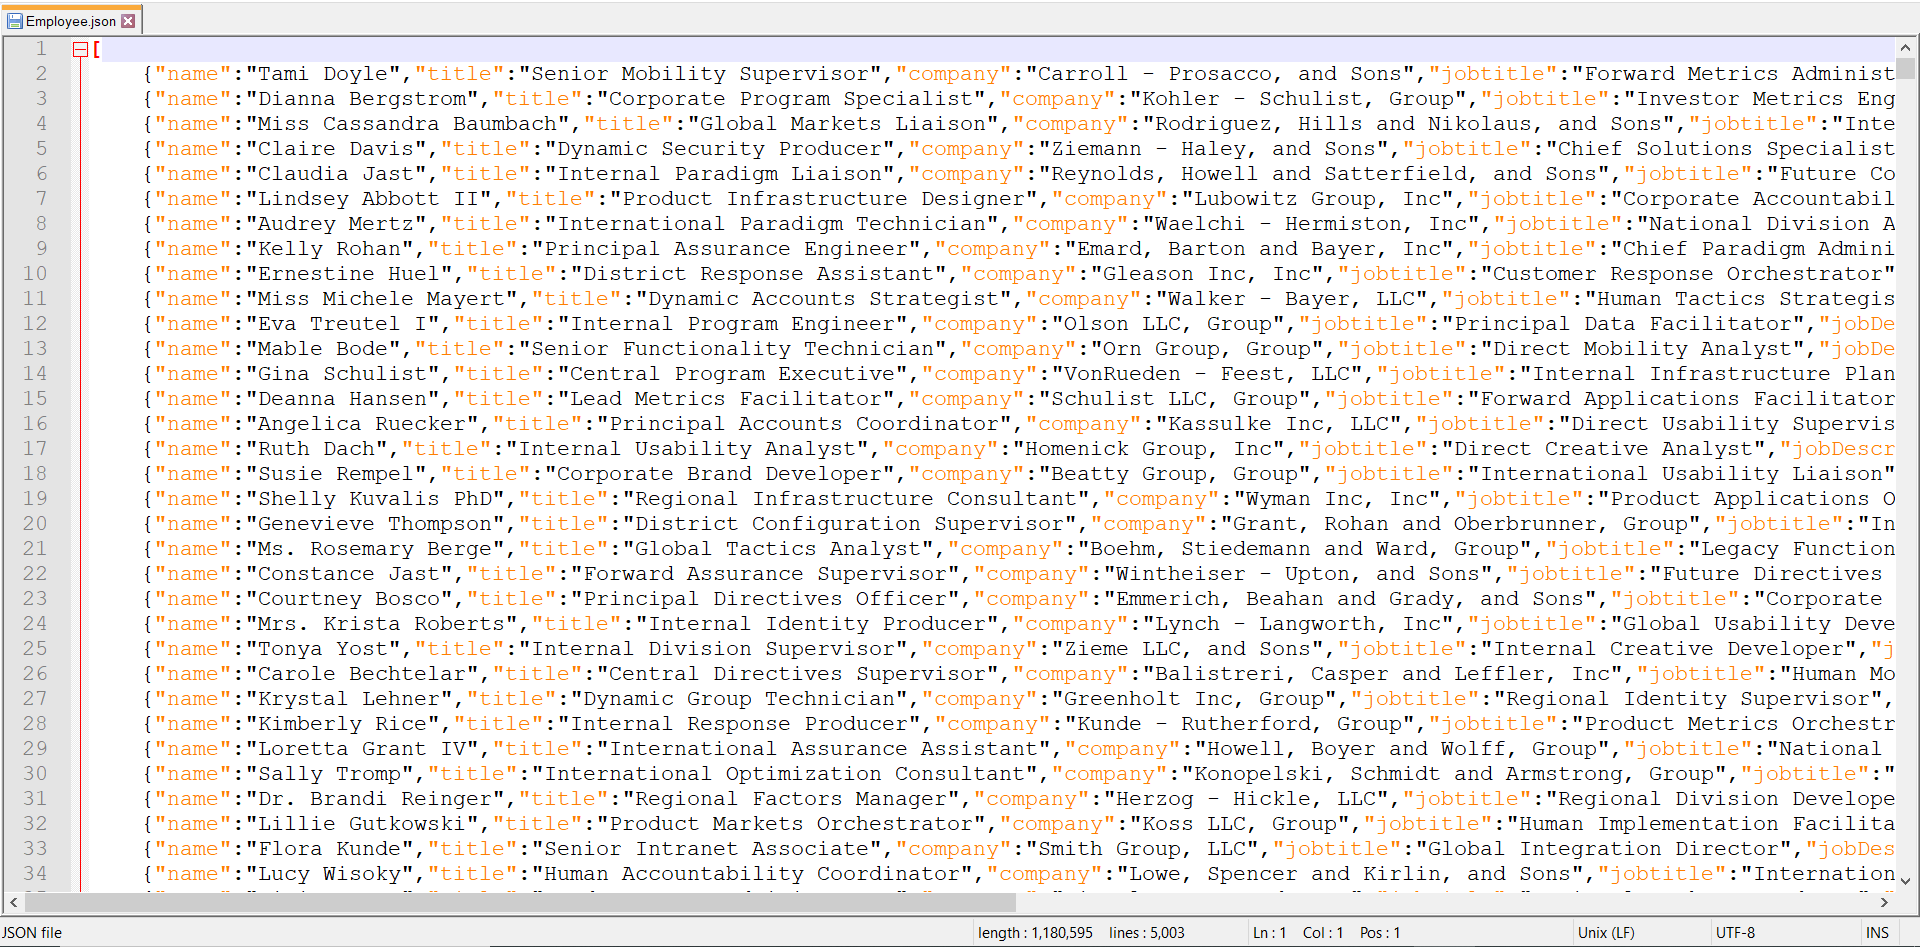 Employee.json
1 [
2 {"name":"Tami Doyle","title":"Senior Mobility Supervisor","company":"Carroll - Prosacco, and Sons","jobtitle":"Forward Metrics Administ
3 {"name":"Dianna Bergstrom","title":"Corporate Program Specialist","company":"Kohler - Schulist, Group","jobtitle":"Investor Metrics Eng
4 {"name":"Miss Cassandra Baumbach","title":"Global Markets Liaison","company":"Rodriguez, Hills and Nikolaus, and Sons","jobtitle":"Inte
5 {"name":"Claire Davis","title":"Dynamic Security Producer","company":"Ziemann - Haley, and Sons","jobtitle":"Chief Solutions Specialist
6 {"name":"Claudia Jast","title":"Internal Paradigm Liaison","company":"Reynolds, Howell and Satterfield, and Sons","jobtitle":"Future Co
7 {"name":"Lindsey Abbott II","title":"Product Infrastructure Designer","company":"Lubowitz Group, Inc","jobtitle":"Corporate Accountabil
8 {"name":"Audrey Mertz","title":"International Paradigm Technician","company":"Waelchi - Hermiston, Inc","jobtitle":"National Division A
9 {"name":"Kelly Rohan","title":"Principal Assurance Engineer","company":"Emard, Barton and Bayer, Inc","jobtitle":"Chief Paradigm Admini
10 {"name":"Ernestine Huel","title":"District Response Assistant","company":"Gleason Inc, Inc","jobtitle":"Customer Response Orchestrator"
11 {"name":"Miss Michele Mayert","title":"Dynamic Accounts Strategist","company":"Walker - Bayer, LLC","jobtitle":"Human Tactics Strategis
12 {"name":"Eva Treutel I","title":"Internal Program Engineer","company":"Olson LLC, Group","jobtitle":"Principal Data Facilitator","jobDe
13 {"name":"Mable Bode","title":"Senior Functionality Technician","company":"Orn Group, Group","jobtitle":"Direct Mobility Analyst","jobDe
14 {"name":"Gina Schulist","title":"Central Program Executive","company":"VonRueden - Feest, LLC","jobtitle":"Internal Infrastructure Plan
15 {"name":"Deanna Hansen","title":"Lead Metrics Facilitator","company":"Schulist LLC, Group","jobtitle":"Forward Applications Facilitator
16 {"name":"Angelica Ruecker","title":"Principal Accounts Coordinator","company":"Kassulke Inc, LLC","jobtitle":"Direct Usability Supervis
17 {"name":"Ruth Dach","title":"Internal Usability Analyst","company":"Homenick Group, Inc","jobtitle":"Direct Creative Analyst","jobDescr
18 {"name":"Susie Rempel","title":"Corporate Brand Developer","company":"Beatty Group, Group","jobtitle":"International Usability Liaison"
19 {"name":"Shelly Kuvalis PhD","title":"Regional Infrastructure Consultant","company":"Wyman Inc, Inc","jobtitle":"Product Applications O
20 {"name":"Genevieve Thompson","title":"District Configuration Supervisor","company":"Grant, Rohan and Oberbrunner, Group","jobtitle":"In
21 {"name":"Ms. Rosemary Berge","title":"Global Tactics Analyst","company":"Boehm, Stiedemann and Ward, Group","jobtitle":"Legacy Function
22 {"name":"Constance Jast","title":"Forward Assurance Supervisor","company":"Wintheiser - Upton, and Sons","jobtitle":"Future Directives
23 {"name":"Courtney Bosco","title":"Principal Directives Officer","company":"Emmerich, Beahan and Grady, and Sons","jobtitle":"Corporate
24 {"name":"Mrs. Krista Roberts","title":"Internal Identity Producer","company":"Lynch - Langworth, Inc","jobtitle":"Global Usability Deve
25 {"name":"Tonya Yost","title":"Internal Division Supervisor","company":"Zieme LLC, and Sons","jobtitle":"Internal Creative Developer","j
26 {"name":"Carole Bechtelar","title":"Central Directives Supervisor","company":"Balistreri, Casper and Leffler, Inc","jobtitle":"Human Mo
27 {"name":"Krystal Lehner","title":"Dynamic Group Technician","company":"Greenholt Inc, Group","jobtitle":"Regional Identity Supervisor",
28 {"name":"Kimberly Rice","title":"Internal Response Producer","company":"Kunde - Rutherford, Group","jobtitle":"Product Metrics Orchestr
29 {"name":"Loretta Grant IV","title":"International Assurance Assistant","company":"Howell, Boyer and Wolff, Group","jobtitle":"National
30 {"name":"Sally Tromp","title":"International Optimization Consultant","company":"Konopelski, Schmidt and Armstrong, Group","jobtitle":"
31 {"name":"Dr. Brandi Reinger","title":"Regional Factors Manager","company":"Herzog - Hickle, LLC","jobtitle":"Regional Division Develope
32 {"name":"Lillie Gutkowski","title":"Product Markets Orchestrator","company":"Koss LLC, Group","jobtitle":"Human Implementation Facilita
33 {"name":"Flora Kunde","title":"Senior Intranet Associate","company":"Smith Group, LLC","jobtitle":"Global Integration Director","jobDes
34 {"name":"Lucy Wisoky","title":"Human Accountability Coordinator","company":"Lowe, Spencer and Kirlin, and Sons","jobtitle":"Internation
JSON file length : 1,180,595 lines : 5,003 Ln : 1 Col : 1 Pos : 1 Unix (LF) UTF-8 INS